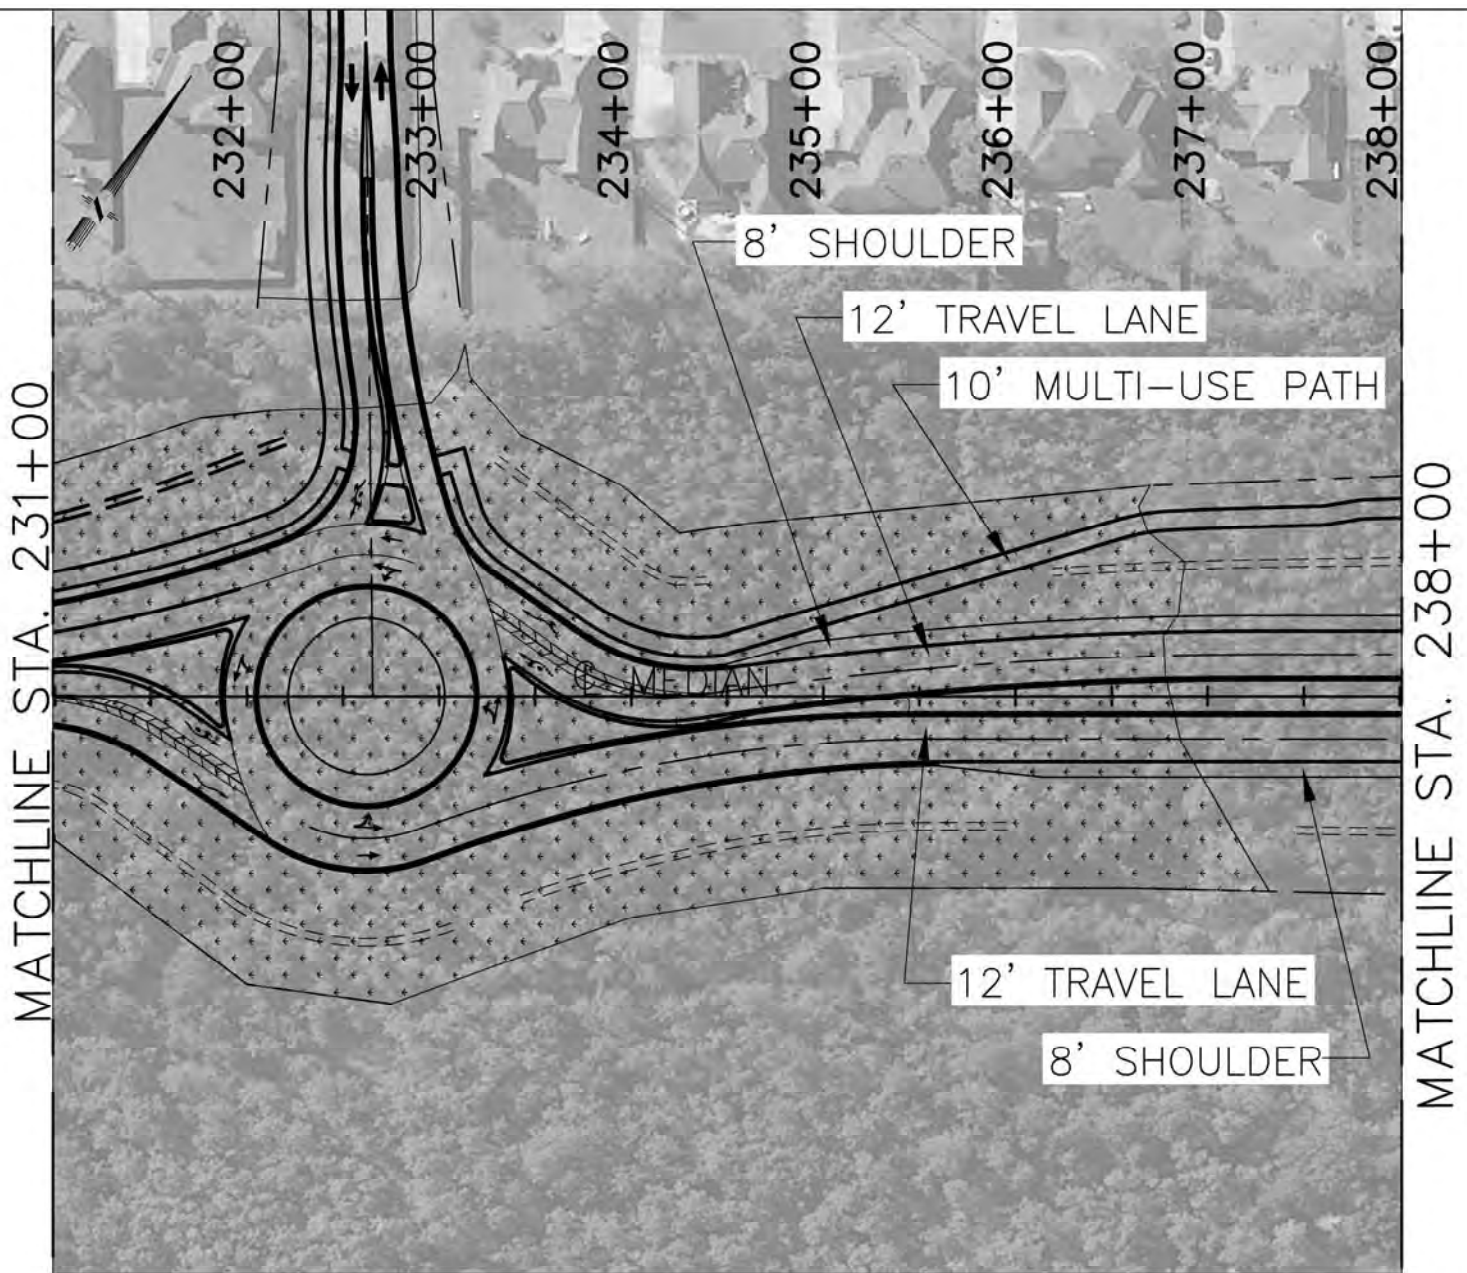 232+00
233+00
234+00
235+00
236+00
237+00
238+00
8' SHOULDER
12' TRAVEL LANE
10' MULTI-USE PATH
MATCHLINE STA. 231+00
MATCHLINE STA. 238+00
℄ MEDIAN
12' TRAVEL LANE
8' SHOULDER